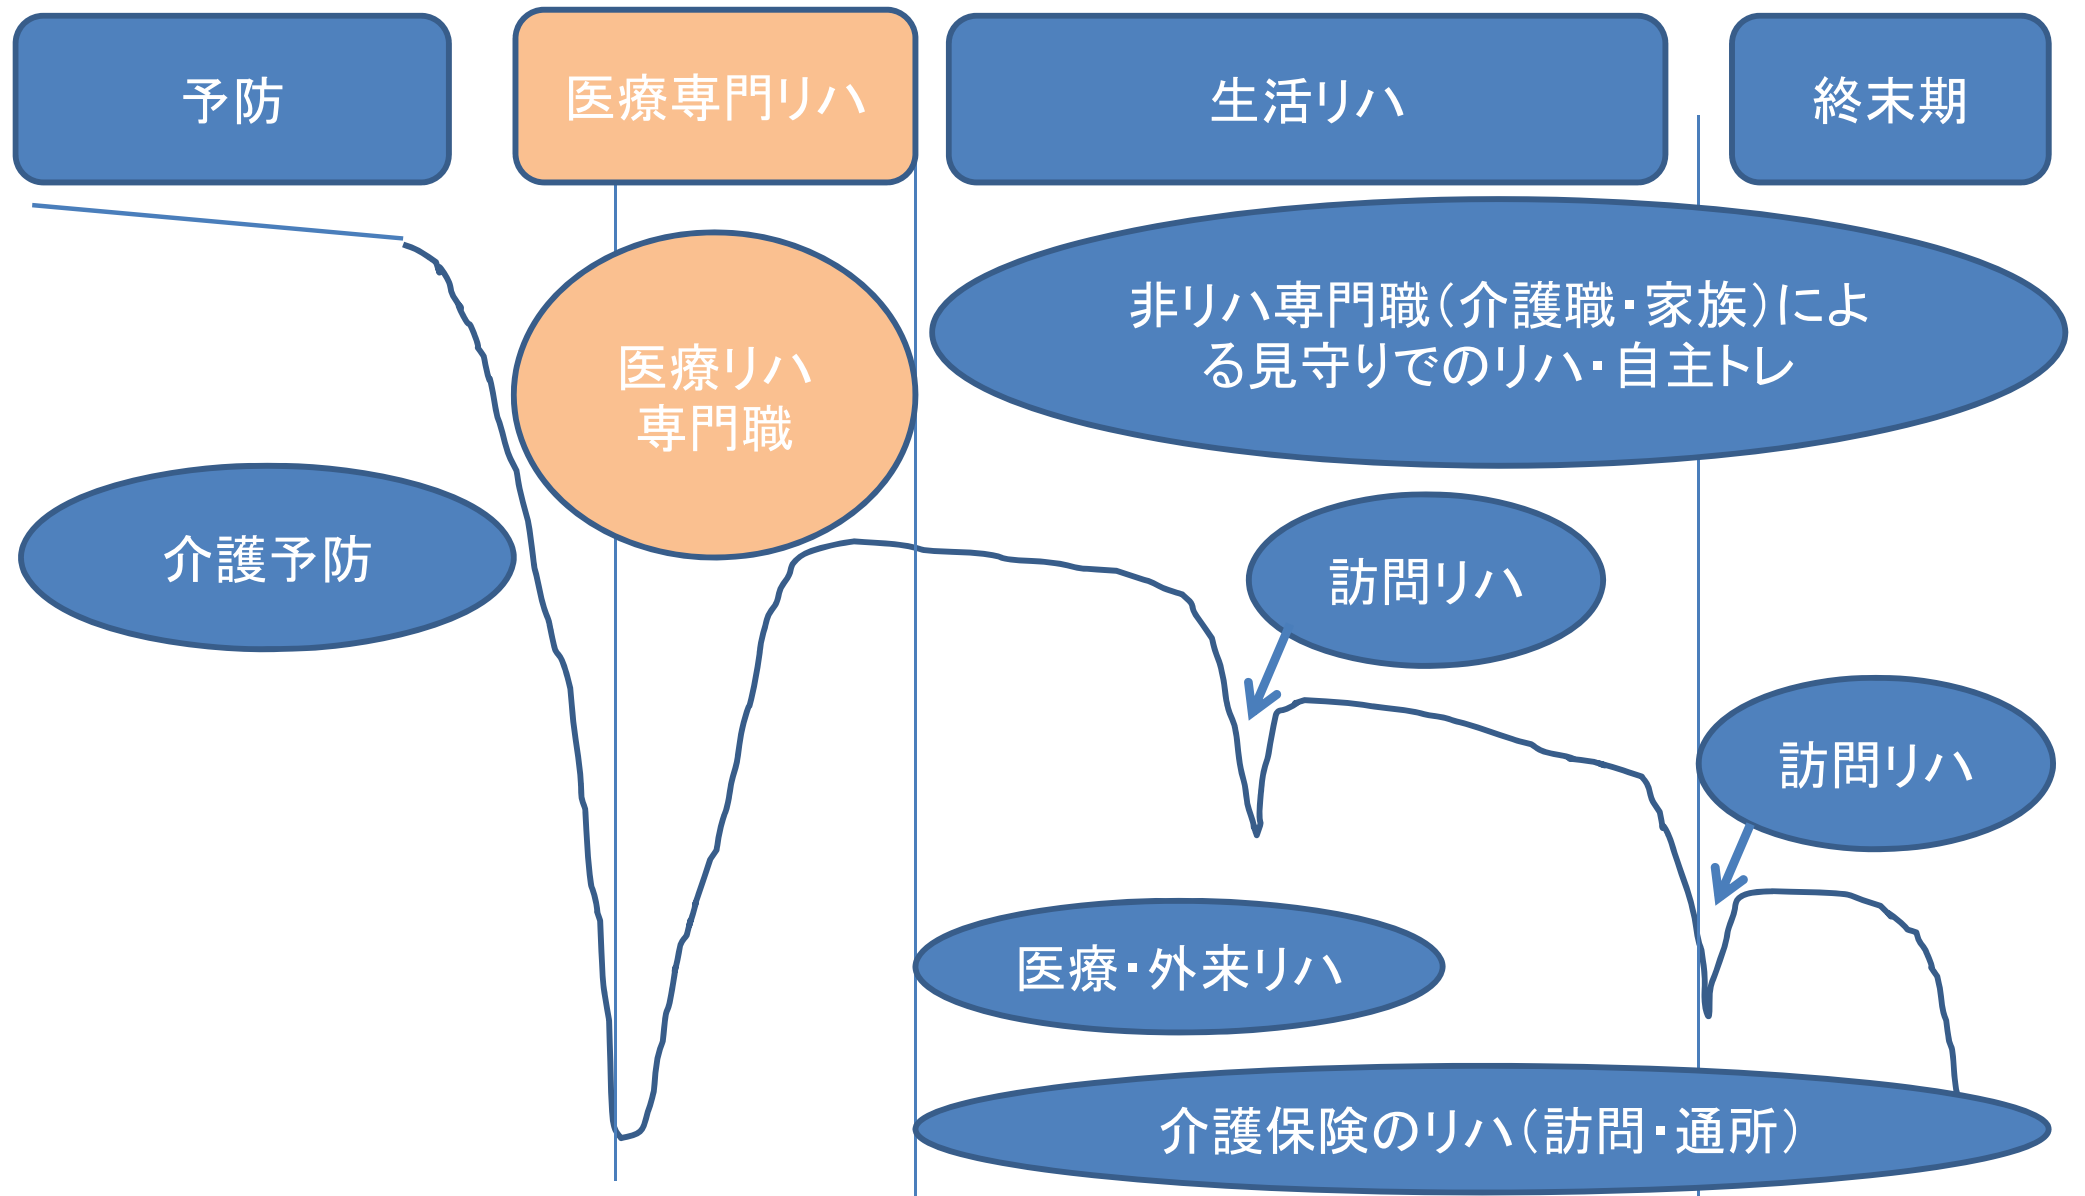 予防
医療専門リハ
生活リハ
終末期
医療リハ
専門職
非リハ専門職（介護職・家族）によ
る見守りでのリハ・自主トレ
介護予防
訪問リハ
訪問リハ
医療・外来リハ
介護保険のリハ（訪問・通所）